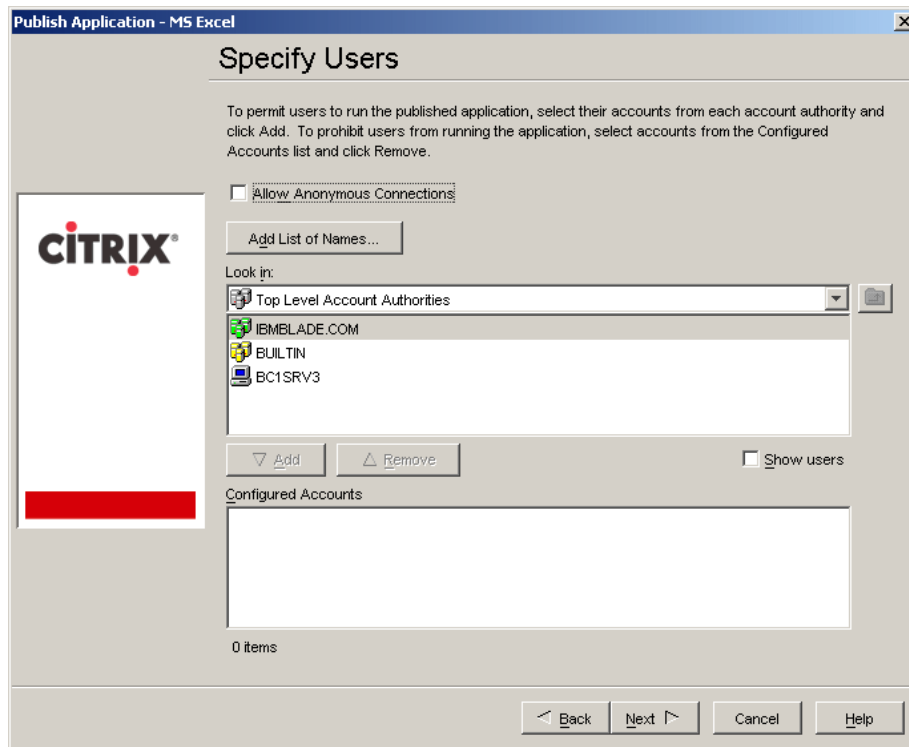 Publish Application - MS Excel
Specify Users
To permit users to run the published application, select their accounts from each account authority and
click Add. To prohibit users from running the application, select accounts from the Configured
Accounts list and click Remove.
Allow Anonymous Connections
CITRIX®
Add List of Names...
Look in:
Top Level Account Authorities
IBMBLADE.COM
BUILTIN
BC1SRV3
Add
Remove
Show users
Configured Accounts
0 items
Back
Next
Cancel
Help